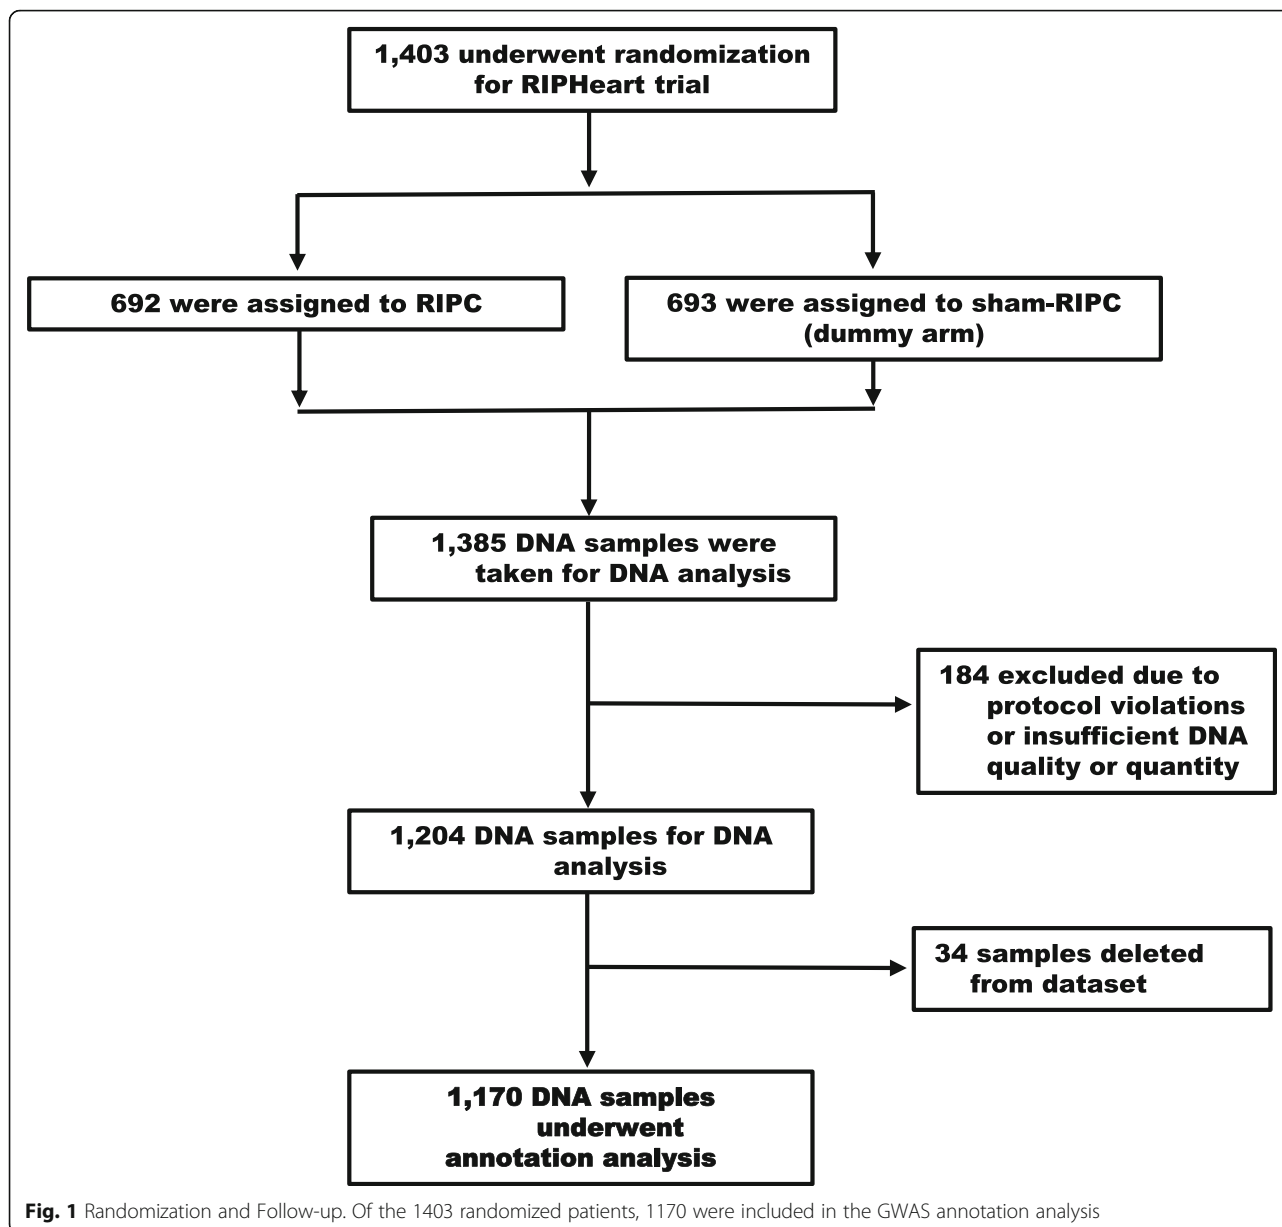 1,403 underwent randomization
for RIPHeart trial
692 were assigned to RIPC
693 were assigned to sham-RIPC
(dummy arm)
1,385 DNA samples were
taken for DNA analysis
184 excluded due to
protocol violations
or insufficient DNA
quality or quantity
1,204 DNA samples for DNA
analysis
34 samples deleted
from dataset
1,170 DNA samples
underwent
annotation analysis
Fig. 1 Randomization and Follow-up. Of the 1403 randomized patients, 1170 were included in the GWAS annotation analysis